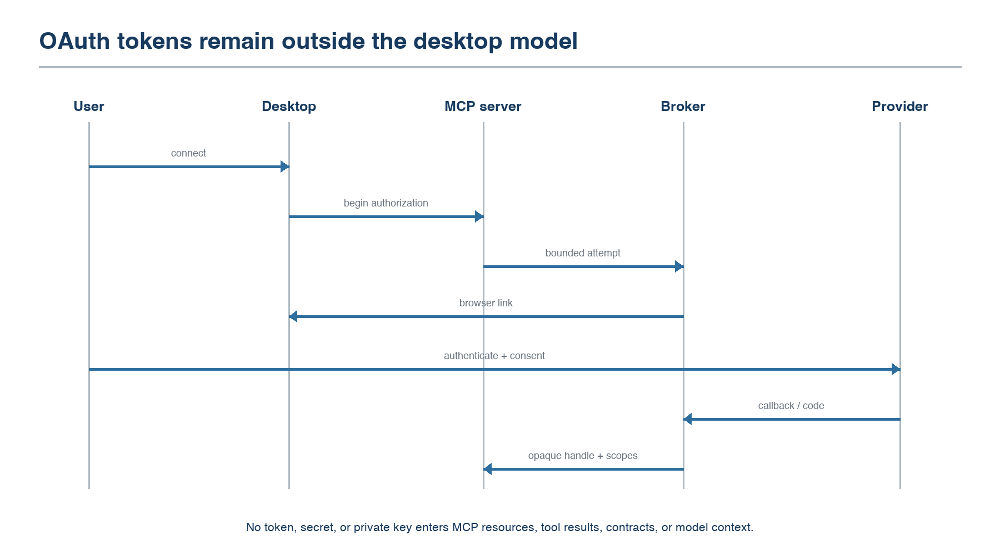 OAuth tokens remain outside the desktop model
User Desktop MCP server Broker Provider
connect
begin authorization
bounded attempt
browser link
authenticate + consent
callback / code
opaque handle + scopes
No token, secret, or private key enters MCP resources, tool results, contracts, or model context.